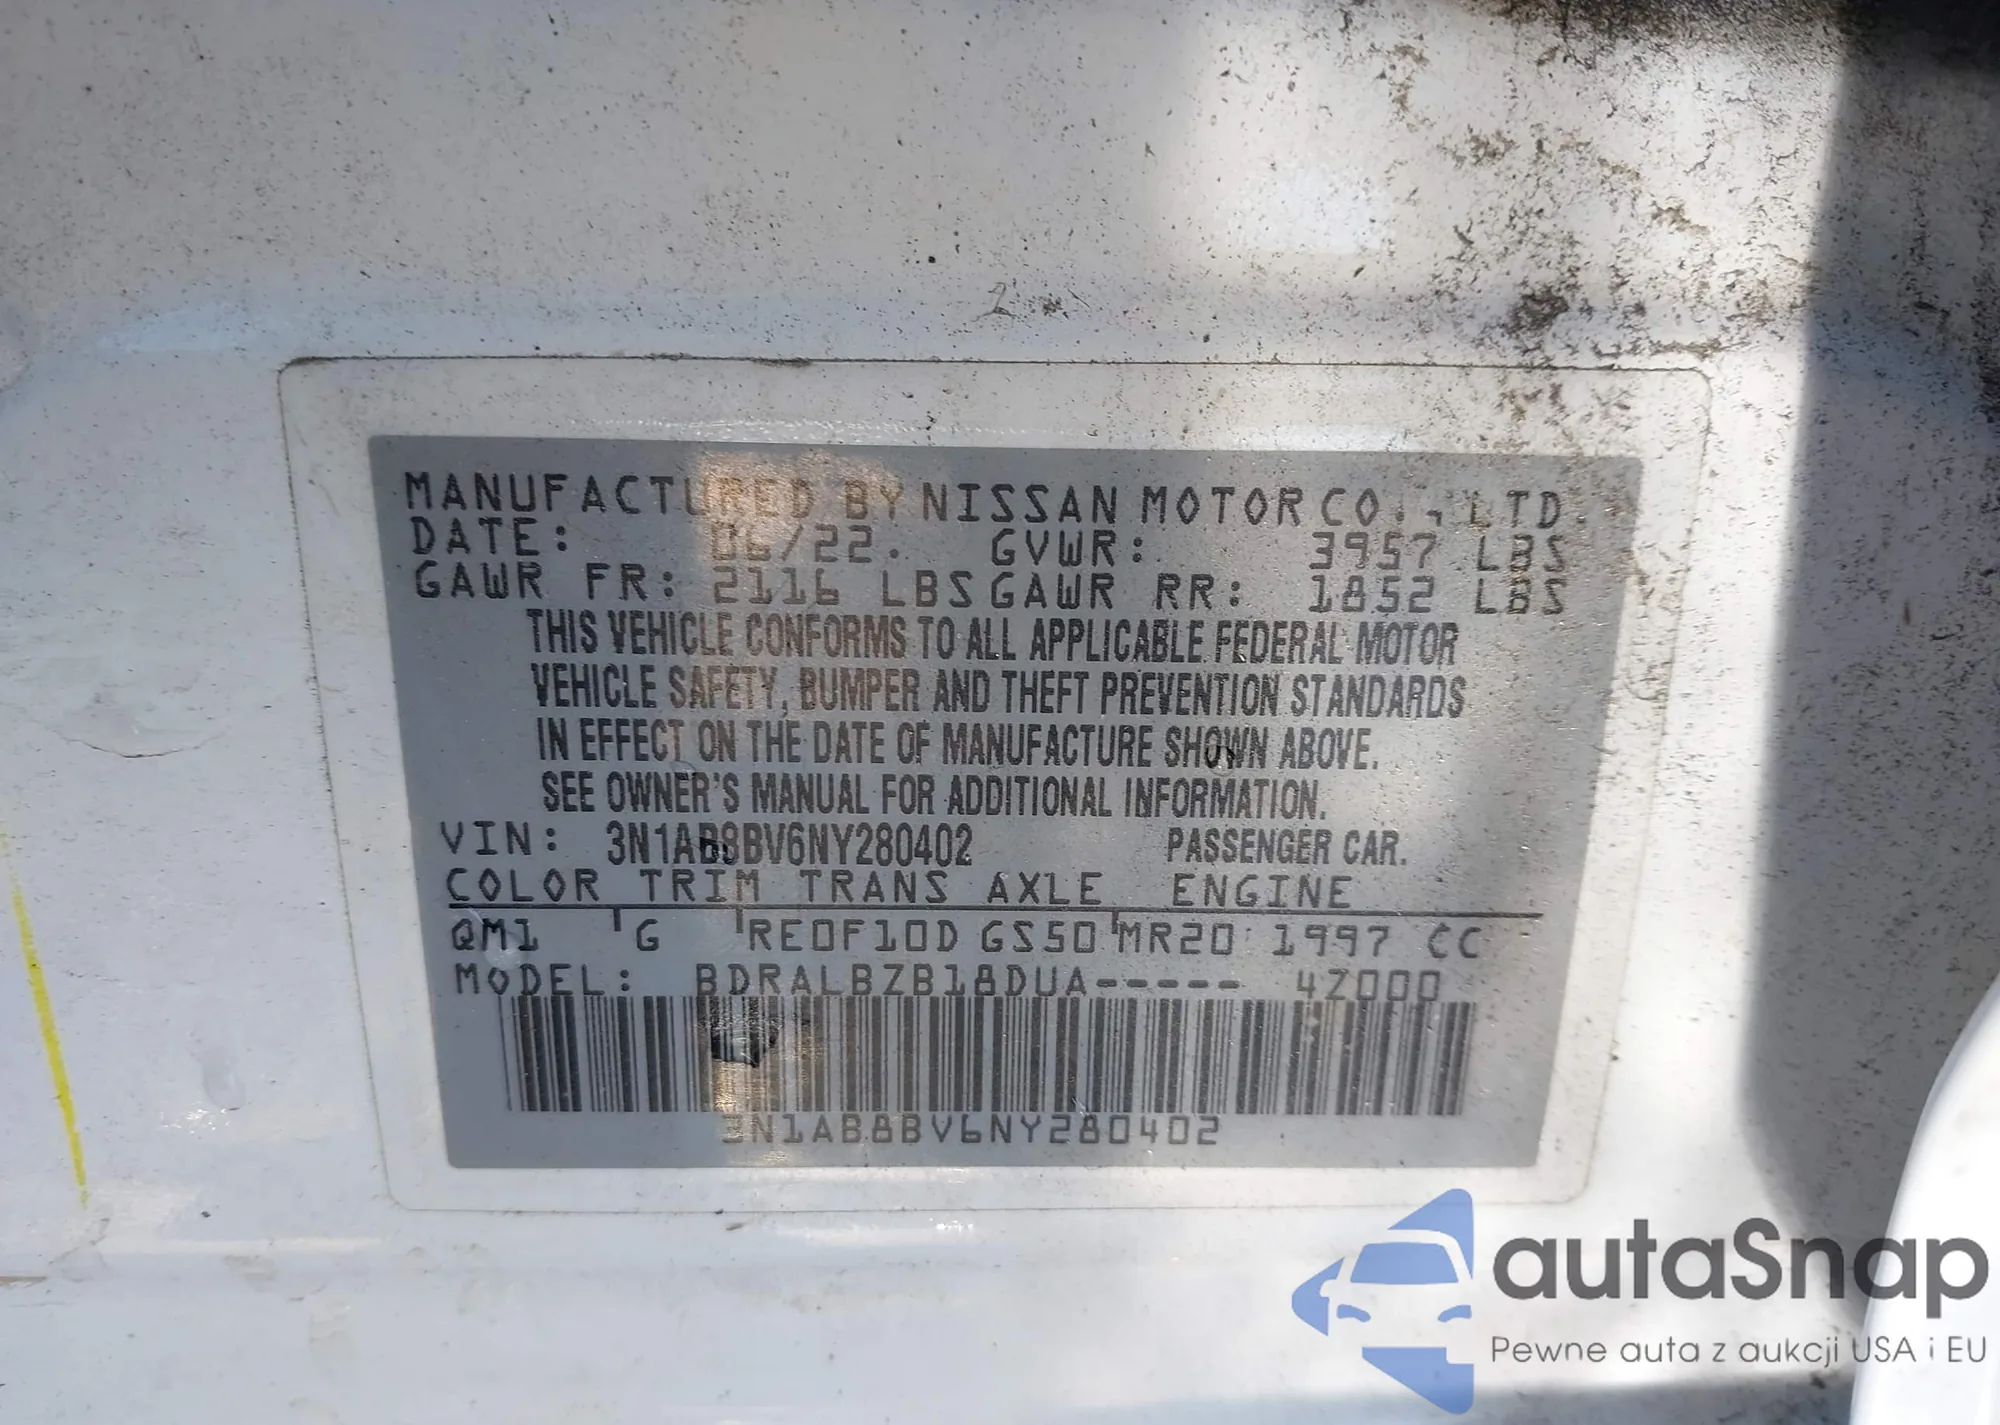 MANUFACTURED BY NISSAN MOTOR CO., LTD.
DATE: 06/22. GVWR: 3957 LBS
GAWR FR: 2116 LBS GAWR RR: 1852 LBS
THIS VEHICLE CONFORMS TO ALL APPLICABLE FEDERAL MOTOR
VEHICLE SAFETY, BUMPER AND THEFT PREVENTION STANDARDS
IN EFFECT ON THE DATE OF MANUFACTURE SHOWN ABOVE.
SEE OWNER'S MANUAL FOR ADDITIONAL INFORMATION.
VIN: 3N1AB8BV6NY280402 PASSENGER CAR.
COLOR TRIM TRANS AXLE ENGINE
QM1 G RE0F10D GS50 MR20 1997 CC
MODEL: BDRALBZB18DUA----- 4Z000
3N1AB8BV6NY280402
autaSnap
Pewne auta z aukcji USA i EU